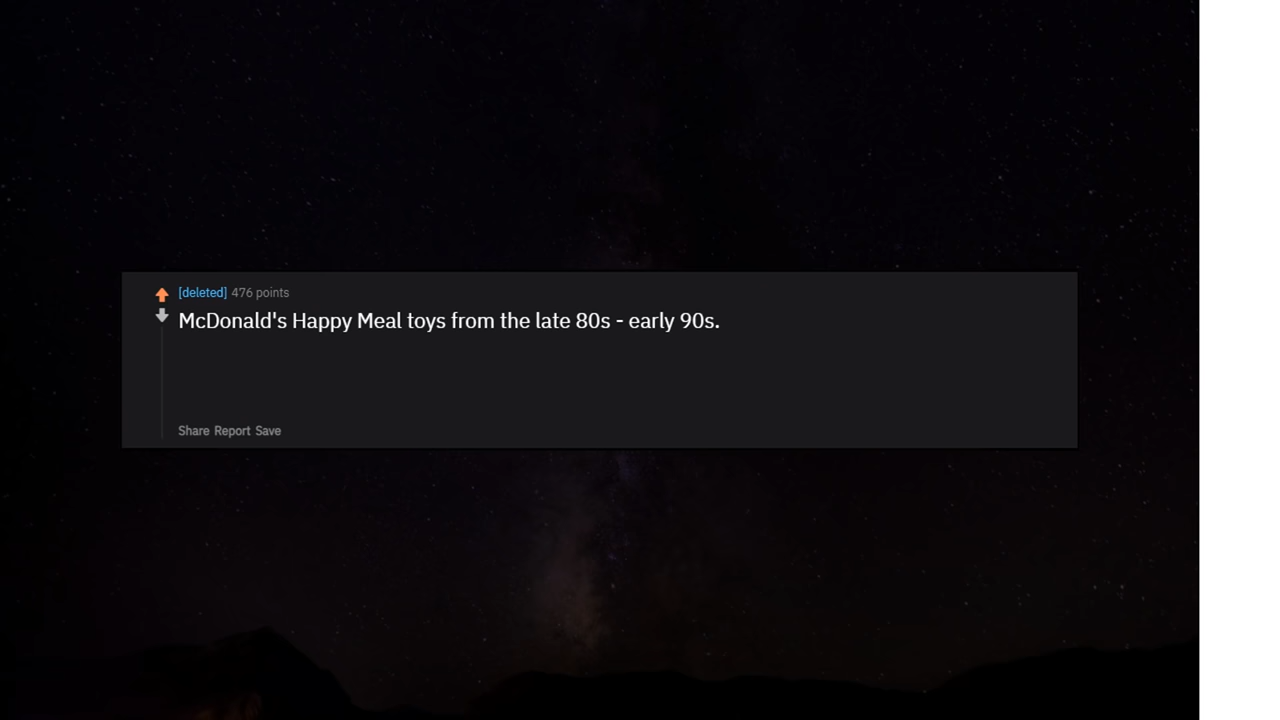 [deleted] 476 points
McDonald's Happy Meal toys from the late 80s - early 90s.
Share Report Save